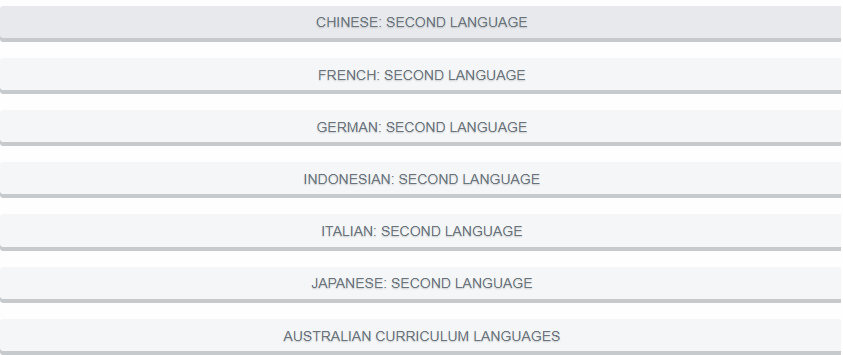 CHINESE: SECOND LANGUAGE
FRENCH: SECOND LANGUAGE
GERMAN: SECOND LANGUAGE
INDONESIAN: SECOND LANGUAGE
ITALIAN: SECOND LANGUAGE
JAPANESE: SECOND LANGUAGE
AUSTRALIAN CURRICULUM LANGUAGES